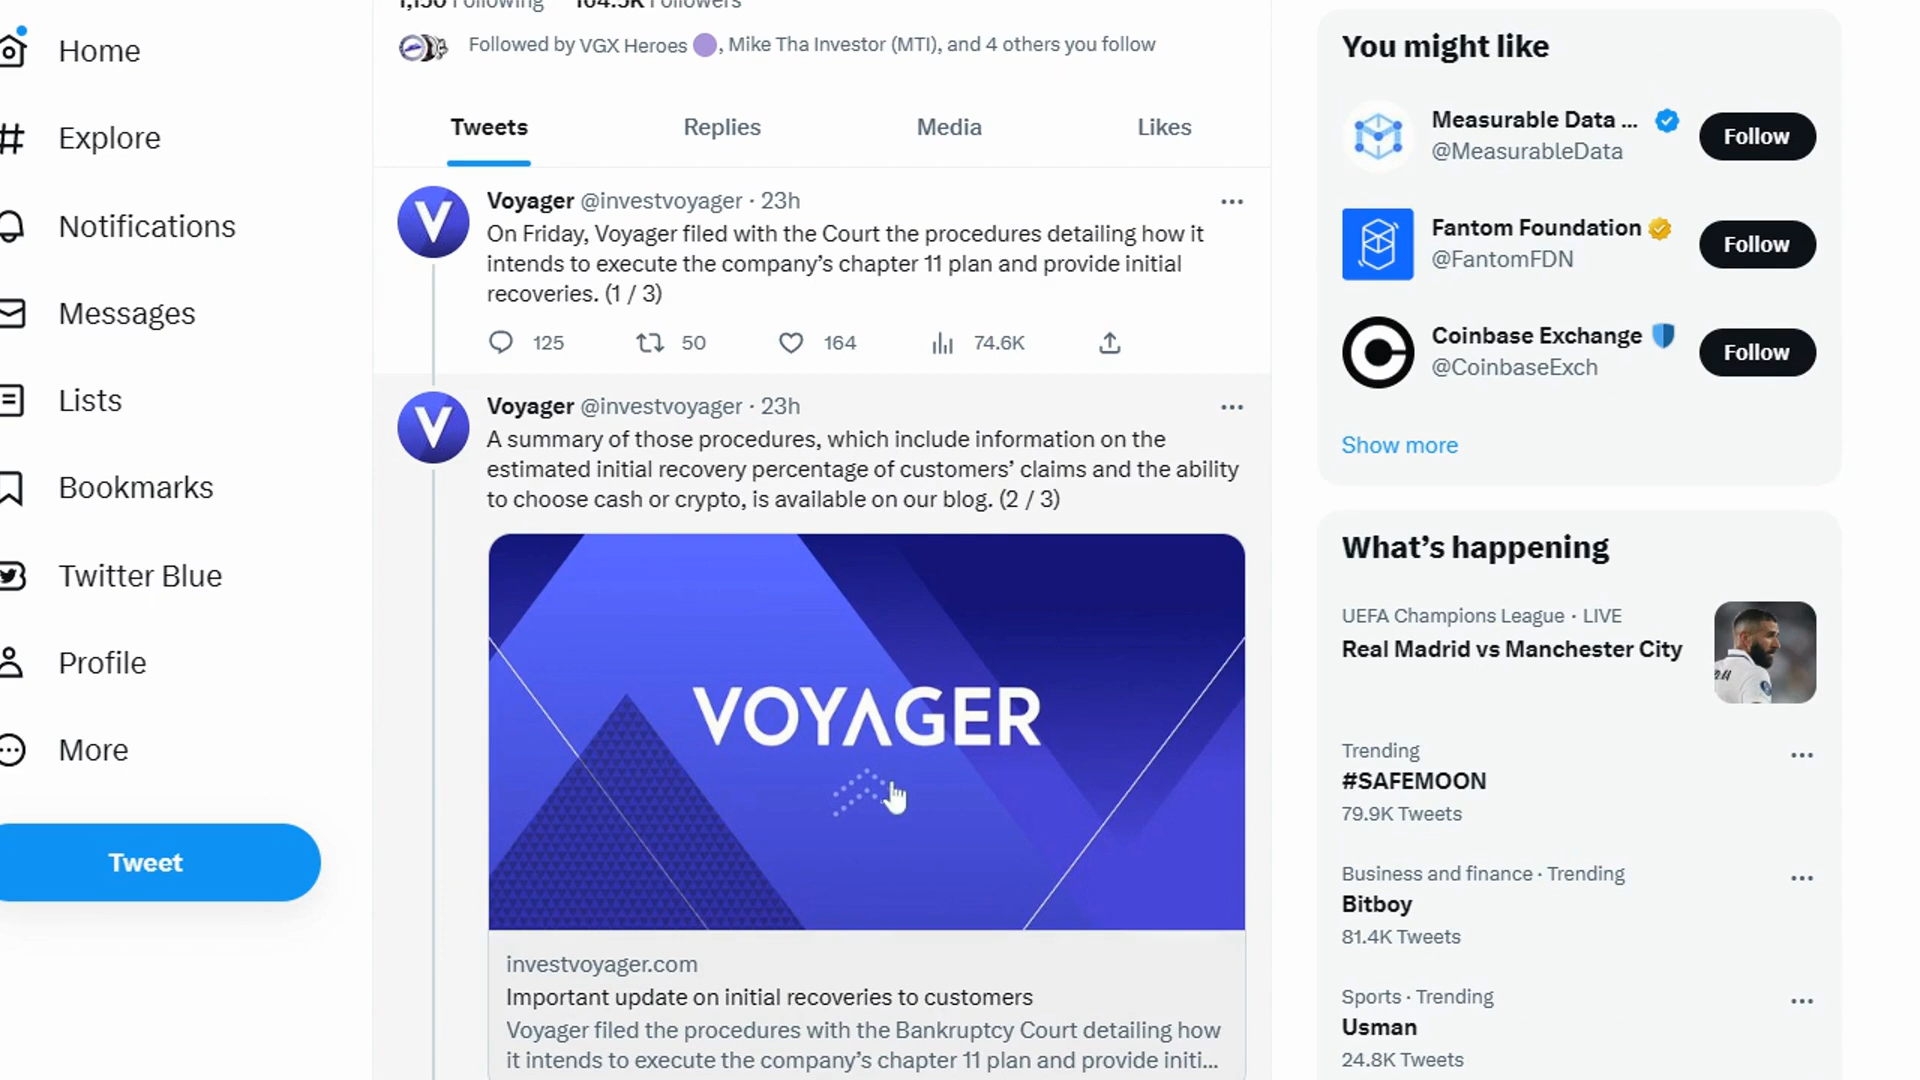 1,150 Following 164.5K Followers
Followed by VGX Heroes 🟣, Mike Tha Investor (MTI), and 4 others you follow
Home
Explore
Notifications
Messages
Lists
Bookmarks
Twitter Blue
Profile
More
Tweet
Tweets Replies Media Likes
Voyager @investvoyager · 23h
On Friday, Voyager filed with the Court the procedures detailing how it
intends to execute the company’s chapter 11 plan and provide initial
recoveries. (1 / 3)
125 50 164 74.6K
Voyager @investvoyager · 23h
A summary of those procedures, which include information on the
estimated initial recovery percentage of customers’ claims and the ability
to choose cash or crypto, is available on our blog. (2 / 3)
VOYAGER
investvoyager.com
Important update on initial recoveries to customers
Voyager filed the procedures with the Bankruptcy Court detailing how
it intends to execute the company’s chapter 11 plan and provide initi...
You might like
Measurable Data ...
@MeasurableData
Follow
Fantom Foundation
@FantomFDN
Follow
Coinbase Exchange
@CoinbaseExch
Follow
Show more
What’s happening
UEFA Champions League · LIVE
Real Madrid vs Manchester City
Trending
#SAFEMOON
79.9K Tweets
Business and finance · Trending
Bitboy
81.4K Tweets
Sports · Trending
Usman
24.8K Tweets